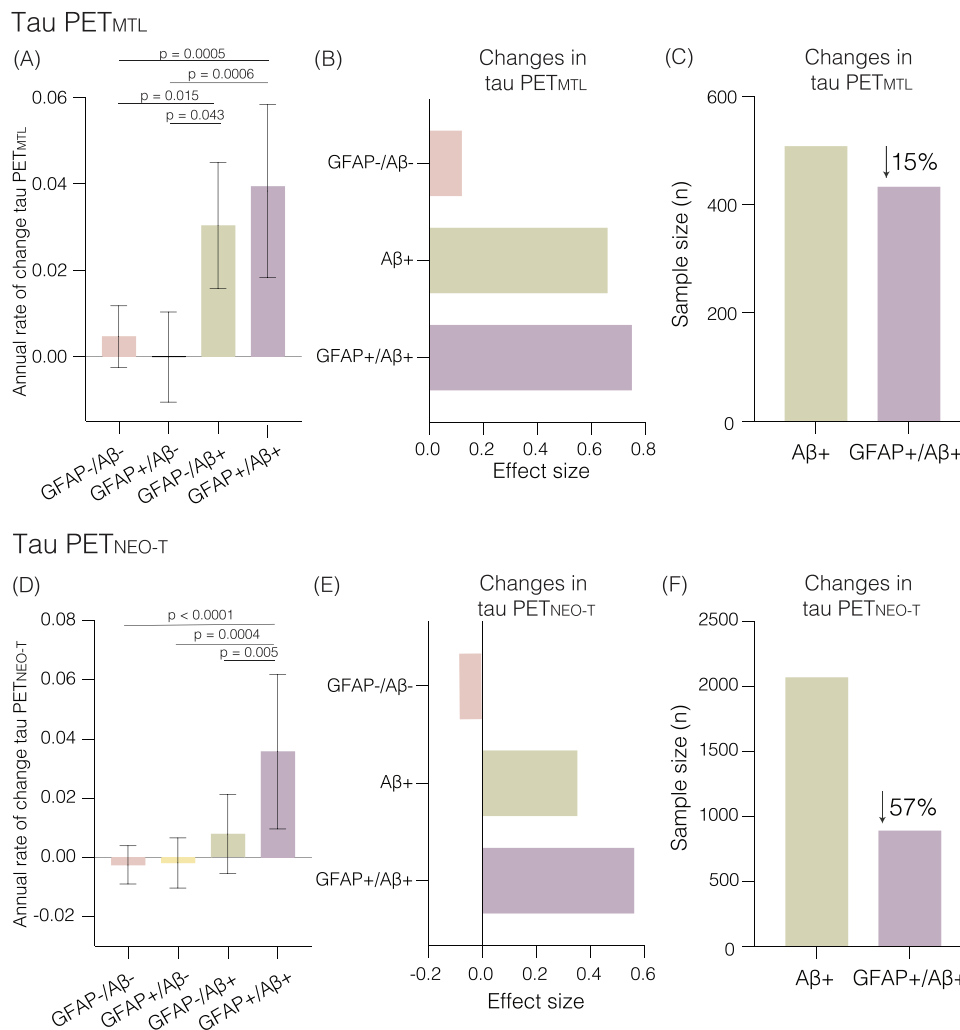 Tau PETMTL
(A)
p = 0.0005
p = 0.0006
p = 0.015
p = 0.043
Annual rate of change tau PETMTL
0.06
0.04
0.02
0.00
GFAP-/Aβ-
GFAP+/Aβ-
GFAP-/Aβ+
GFAP+/Aβ+
(B)
Changes in
tau PETMTL
GFAP-/Aβ-
Aβ+
GFAP+/Aβ+
0.0 0.2 0.4 0.6 0.8
Effect size
(C)
Changes in
tau PETMTL
Sample size (n)
600
400
200
0
↓15%
Aβ+ GFAP+/Aβ+
Tau PETNEO-T
(D)
p < 0.0001
p = 0.0004
p = 0.005
Annual rate of change tau PETNEO-T
0.08
0.06
0.04
0.02
0.00
-0.02
GFAP-/Aβ-
GFAP+/Aβ-
GFAP-/Aβ+
GFAP+/Aβ+
(E)
Changes in
tau PETNEO-T
GFAP-/Aβ-
Aβ+
GFAP+/Aβ+
-0.2 0.0 0.2 0.4 0.6
Effect size
(F)
Changes in
tau PETNEO-T
Sample size (n)
2500
2000
1500
1000
500
0
↓57%
Aβ+ GFAP+/Aβ+